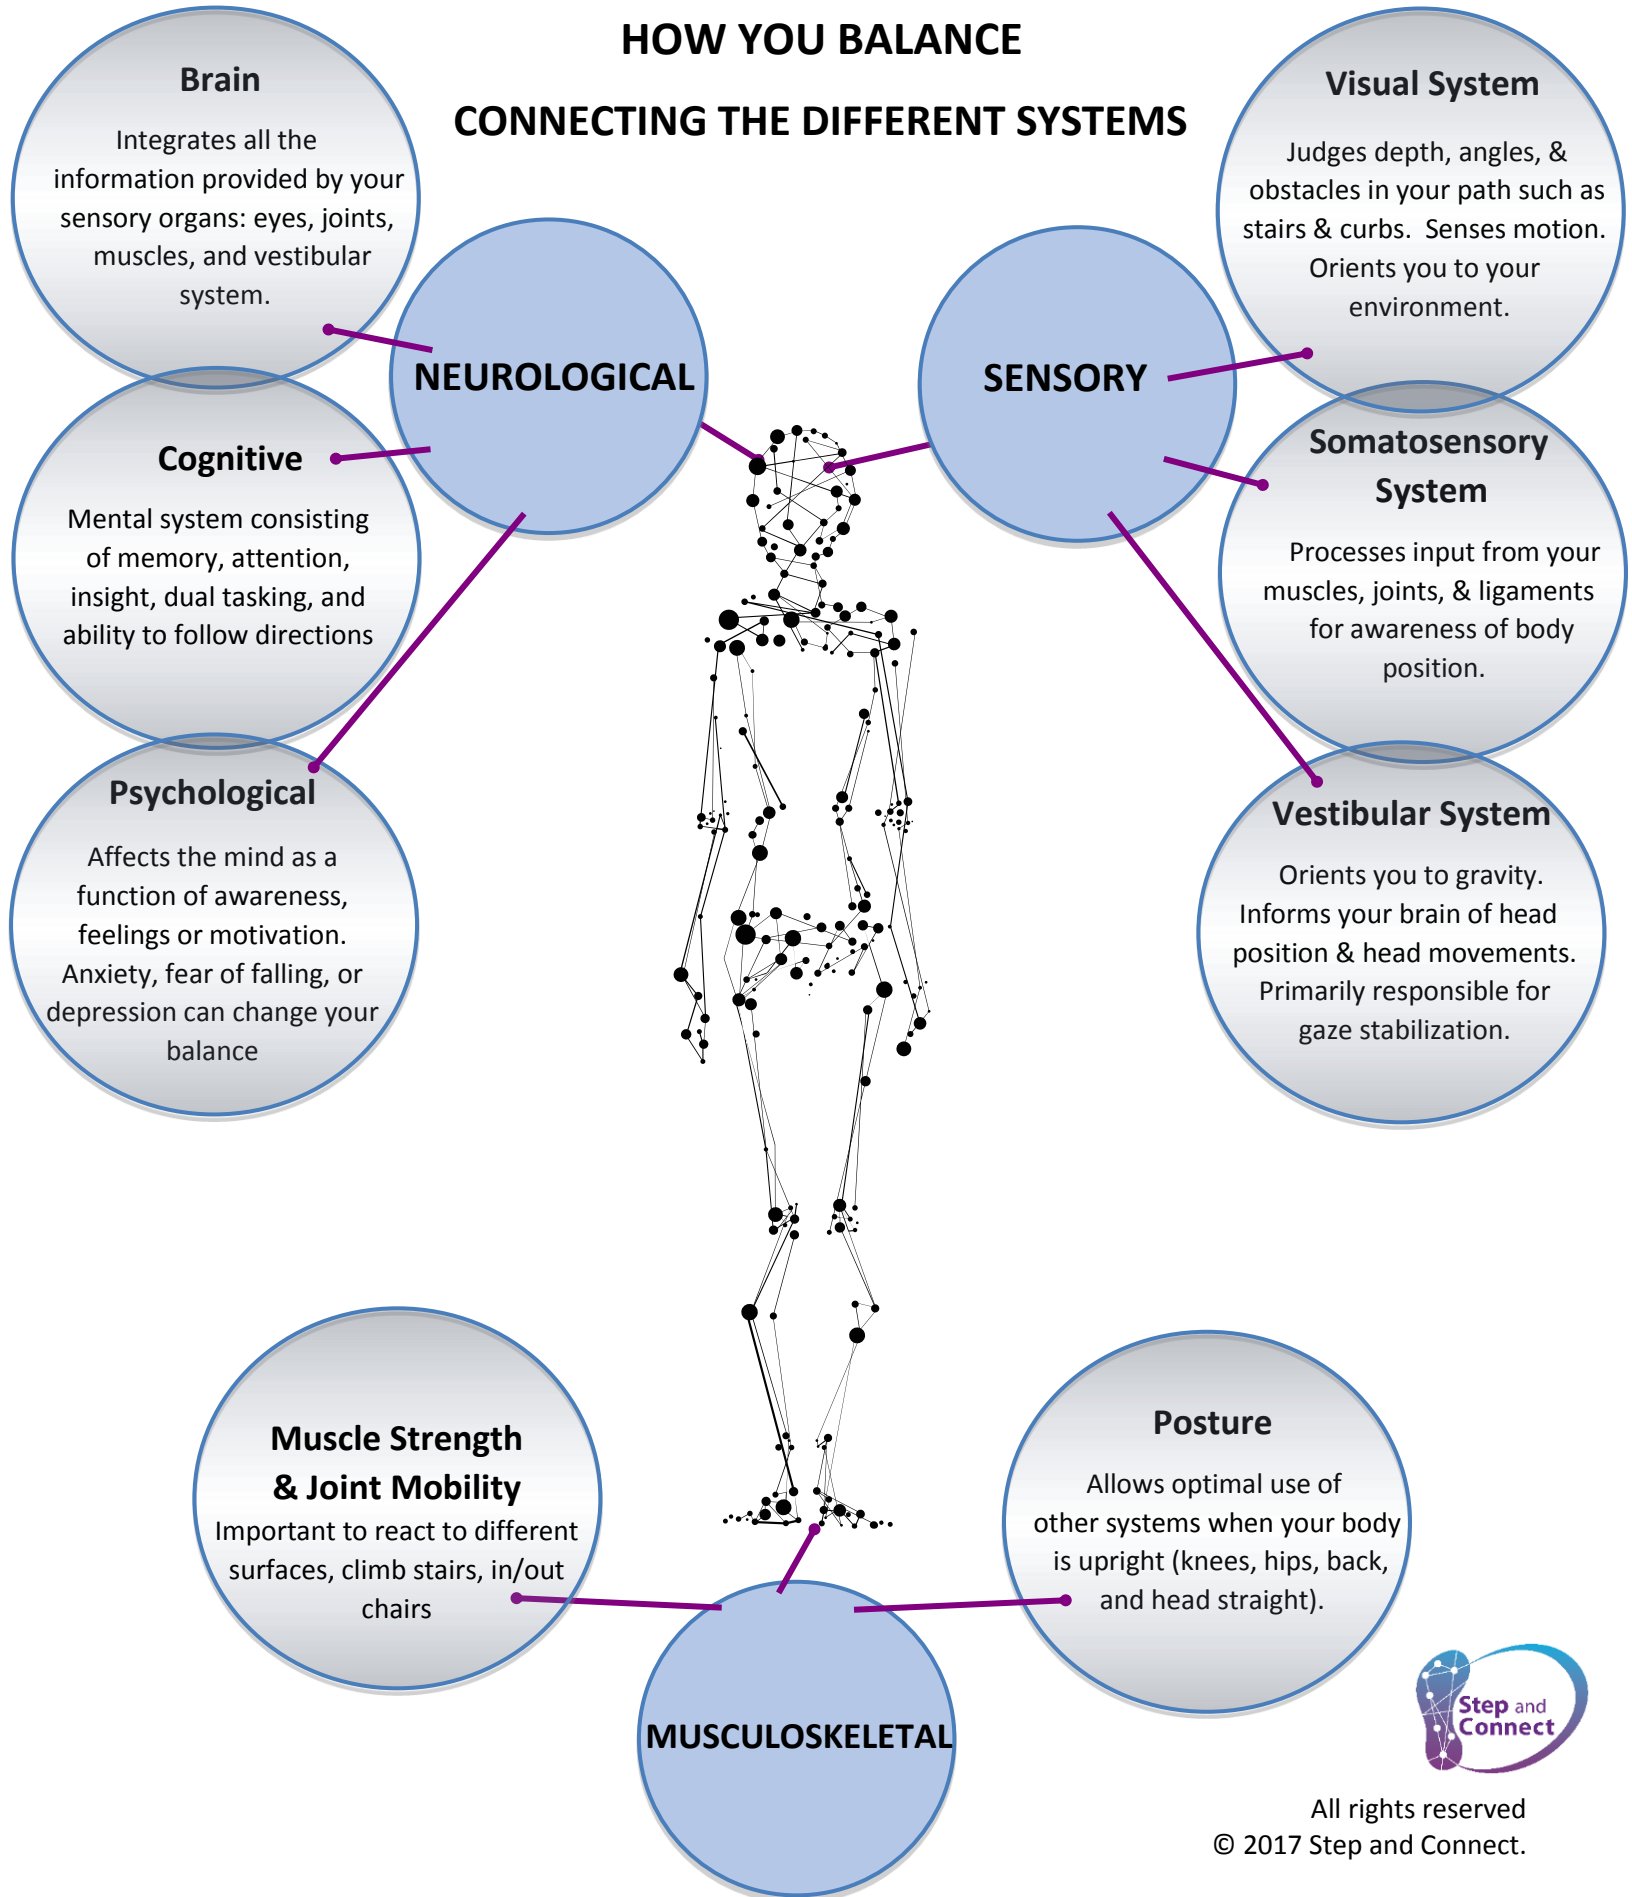 HOW YOU BALANCE
CONNECTING THE DIFFERENT SYSTEMS
Brain
Integrates all the
information provided by your
sensory organs: eyes, joints,
muscles, and vestibular
system.
Cognitive
Mental system consisting
of memory, attention,
insight, dual tasking, and
ability to follow directions
Psychological
Affects the mind as a
function of awareness,
feelings or motivation.
Anxiety, fear of falling, or
depression can change your
balance
NEUROLOGICAL
SENSORY
Visual System
Judges depth, angles, &
obstacles in your path such as
stairs & curbs.  Senses motion.
Orients you to your
environment.
Somatosensory
System
Processes input from your
muscles, joints, & ligaments
for awareness of body
position.
Vestibular System
Orients you to gravity.
Informs your brain of head
position & head movements.
Primarily responsible for
gaze stabilization.
Muscle Strength
& Joint Mobility
Important to react to different
surfaces, climb stairs, in/out
chairs
MUSCULOSKELETAL
Posture
Allows optimal use of
other systems when your body
is upright (knees, hips, back,
and head straight).
Step and
Connect
All rights reserved
© 2017 Step and Connect.